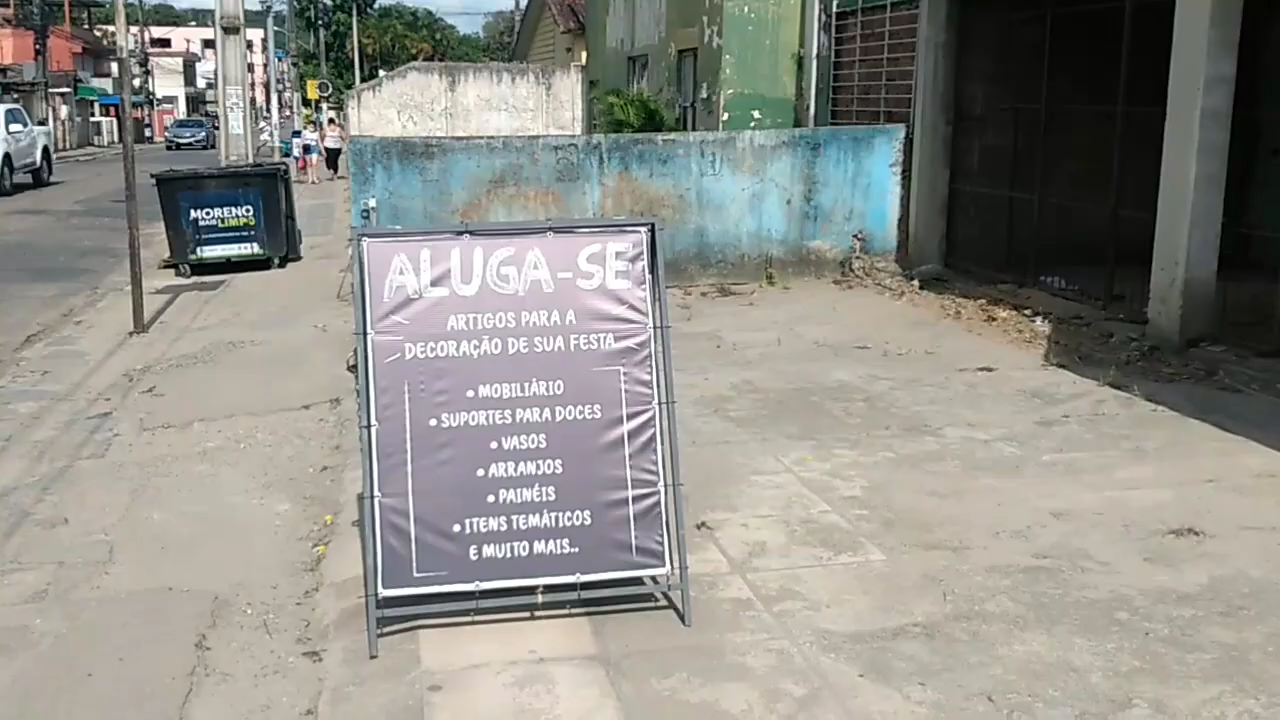 MORENO
MAIS LIMPO
ALUGA-SE
ARTIGOS PARA A
DECORAÇÃO DE SUA FESTA
• MOBILIÁRIO
• SUPORTES PARA DOCES
• VASOS
• ARRANJOS
• PAINÉIS
• ITENS TEMÁTICOS
E MUITO MAIS..